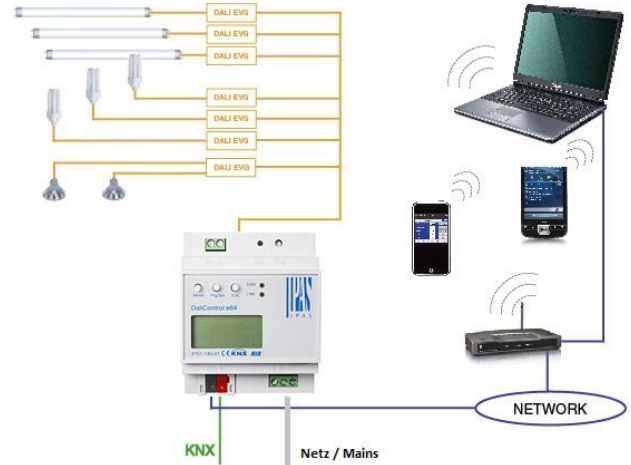 DALI EVG
DALI EVG
DALI EVG
DALI EVG
DALI EVG
DALI EVG
DALI EVG
IPAS
DaliControl e64
KNX
KNX
Netz / Mains
NETWORK